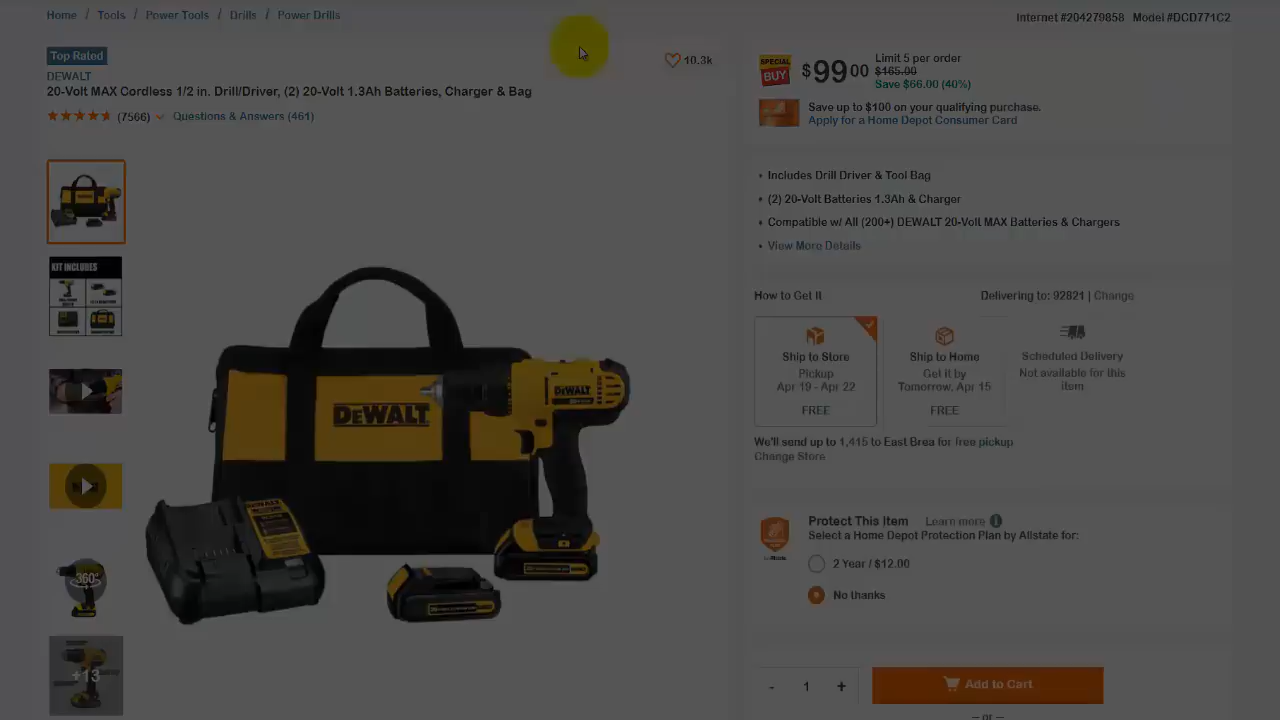 Home / Tools / Power Tools / Drills / Power Drills
Internet #204279858 Model #DCD771C2
Top Rated
10.3k
DEWALT
20-Volt MAX Cordless 1/2 in. Drill/Driver, (2) 20-Volt 1.3Ah Batteries, Charger & Bag
(7566) Questions & Answers (461)
SPECIAL
BUY
$99 00
Limit 5 per order
$165.00
Save $66.00 (40%)
Save up to $100 on your qualifying purchase.
Apply for a Home Depot Consumer Card
• Includes Drill Driver & Tool Bag
• (2) 20-Volt Batteries 1.3Ah & Charger
• Compatible w/ All (200+) DEWALT 20-Volt MAX Batteries & Chargers
• View More Details
KIT INCLUDES
360°
+13
DEWALT
DEWALT
How to Get It
Delivering to: 92821 | Change
Ship to Store
Pickup
Apr 19 - Apr 22
FREE
Ship to Home
Get it by
Tomorrow, Apr 15
FREE
Scheduled Delivery
Not available for this
item
We'll send up to 1,415 to East Brea for free pickup
Change Store
Protect This Item Learn more
Select a Home Depot Protection Plan by Allstate for:
2 Year / $12.00
No thanks
- 1 +
Add to Cart
— or —